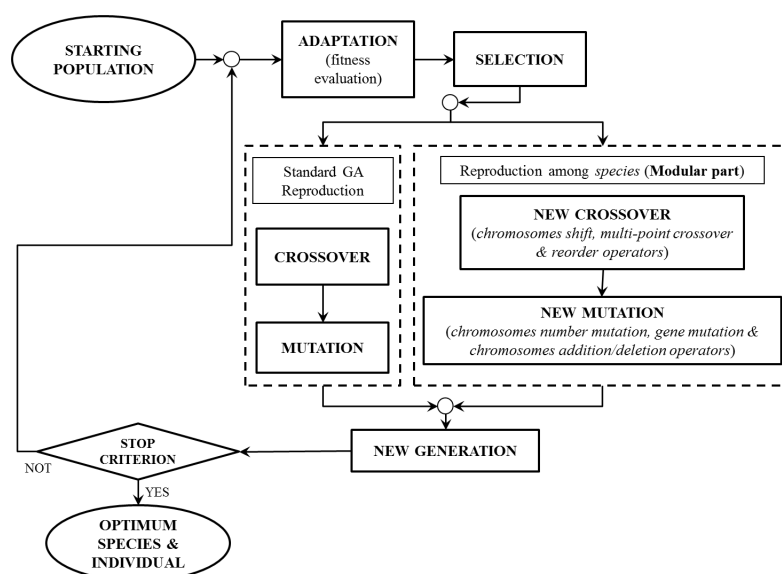 STARTING
POPULATION
ADAPTATION
(fitness
evaluation)
SELECTION
Standard GA
Reproduction
CROSSOVER
MUTATION
Reproduction among species (Modular part)
NEW CROSSOVER
(chromosomes shift, multi-point crossover
& reorder operators)
NEW MUTATION
(chromosomes number mutation, gene mutation &
chromosomes addition/deletion operators)
NEW GENERATION
STOP
CRITERION
NOT
YES
OPTIMUM
SPECIES &
INDIVIDUAL